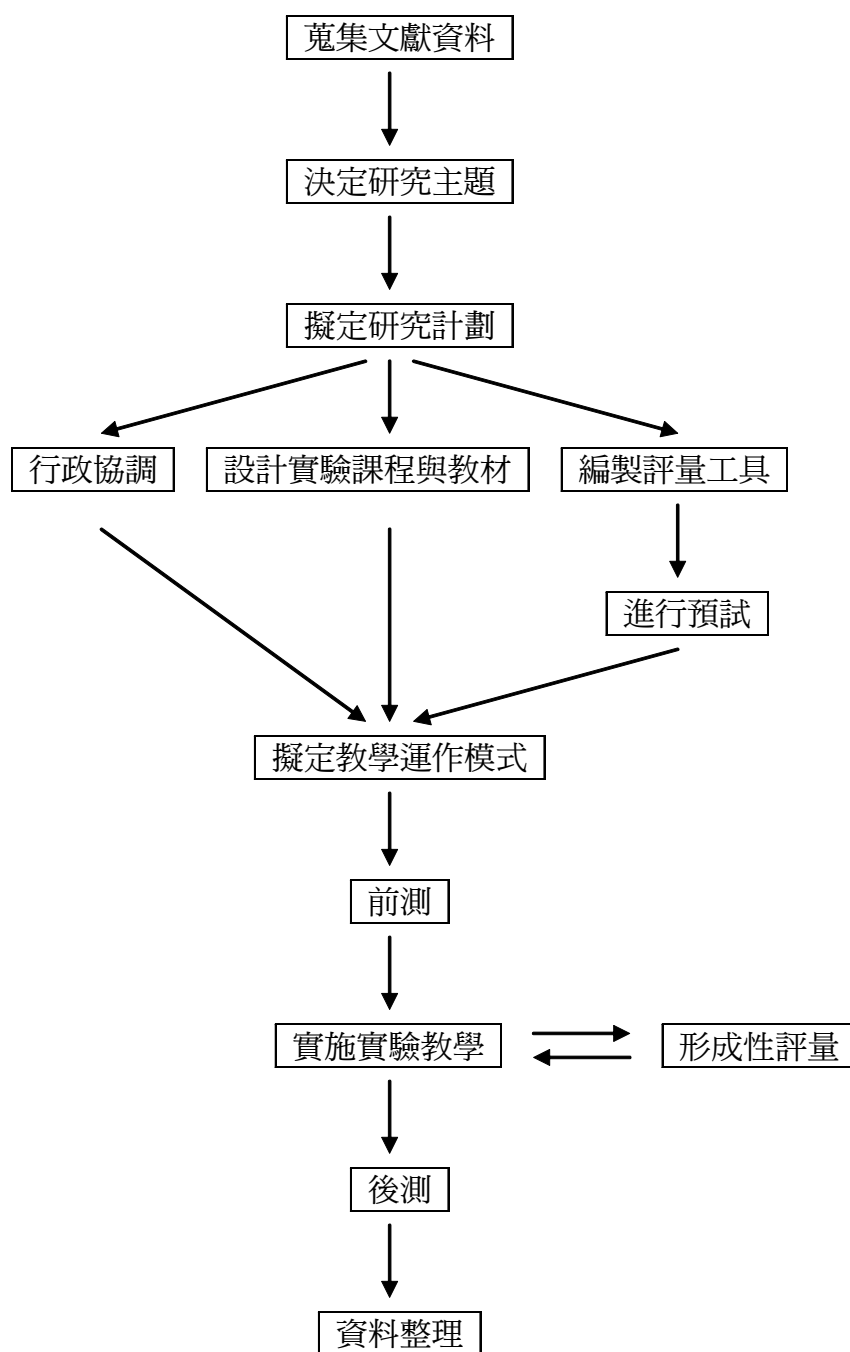 蒐集文獻資料
決定研究主題
擬定研究計劃
行政協調
設計實驗課程與教材
編製評量工具
進行預試
擬定教學運作模式
前測
實施實驗教學
形成性評量
後測
資料整理